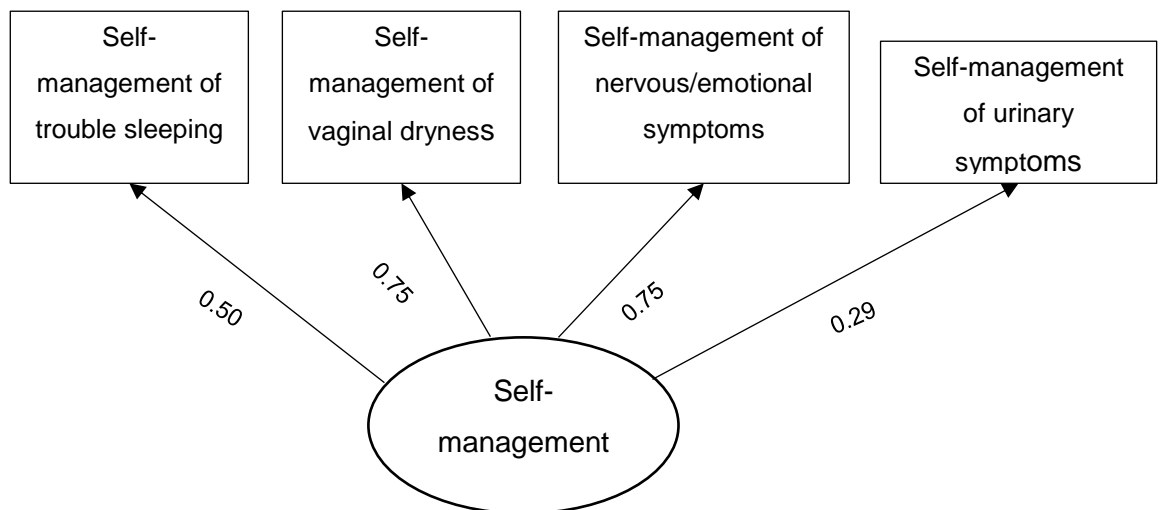 Self-
management of
trouble sleeping
Self-
management of
vaginal dryness
Self-management of
nervous/emotional
symptoms
Self-management
of urinary
symptoms
0.50
0.75
0.75
0.29
Self-
management